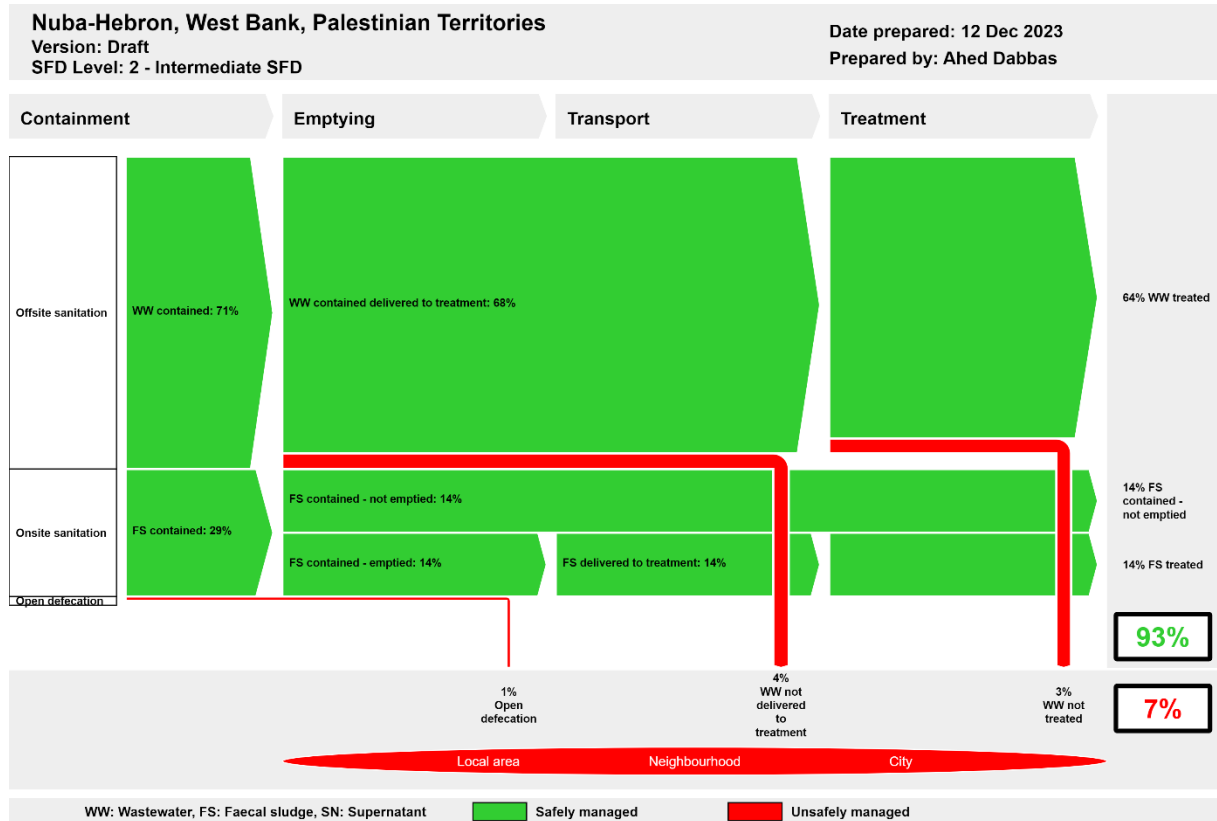 Nuba-Hebron, West Bank, Palestinian Territories
Version: Draft
SFD Level: 2 - Intermediate SFD
Date prepared: 12 Dec 2023
Prepared by: Ahed Dabbas
Containment
Emptying
Transport
Treatment
Offsite sanitation
WW contained: 71%
WW contained delivered to treatment: 68%
64% WW treated
Onsite sanitation
FS contained: 29%
FS contained - not emptied: 14%
14% FS
contained -
not emptied
FS contained - emptied: 14%
FS delivered to treatment: 14%
14% FS treated
Open defecation
93%
1%
Open
defecation
4%
WW not
delivered
to
treatment
3%
WW not
treated
7%
Local area
Neighbourhood
City
WW: Wastewater, FS: Faecal sludge, SN: Supernatant
Safely managed
Unsafely managed